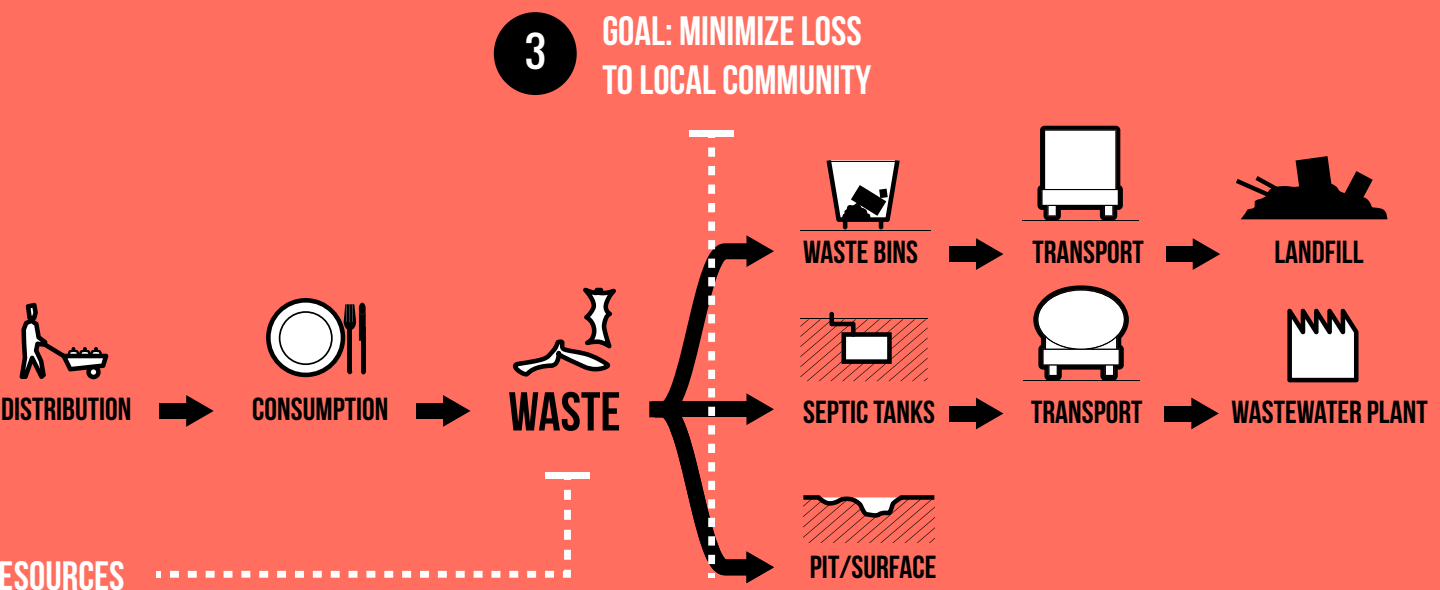 3
GOAL: MINIMIZE LOSS
TO LOCAL COMMUNITY
WASTE BINS
TRANSPORT
LANDFILL
DISTRIBUTION
CONSUMPTION
WASTE
SEPTIC TANKS
TRANSPORT
WASTEWATER PLANT
PIT/SURFACE
ESOURCES